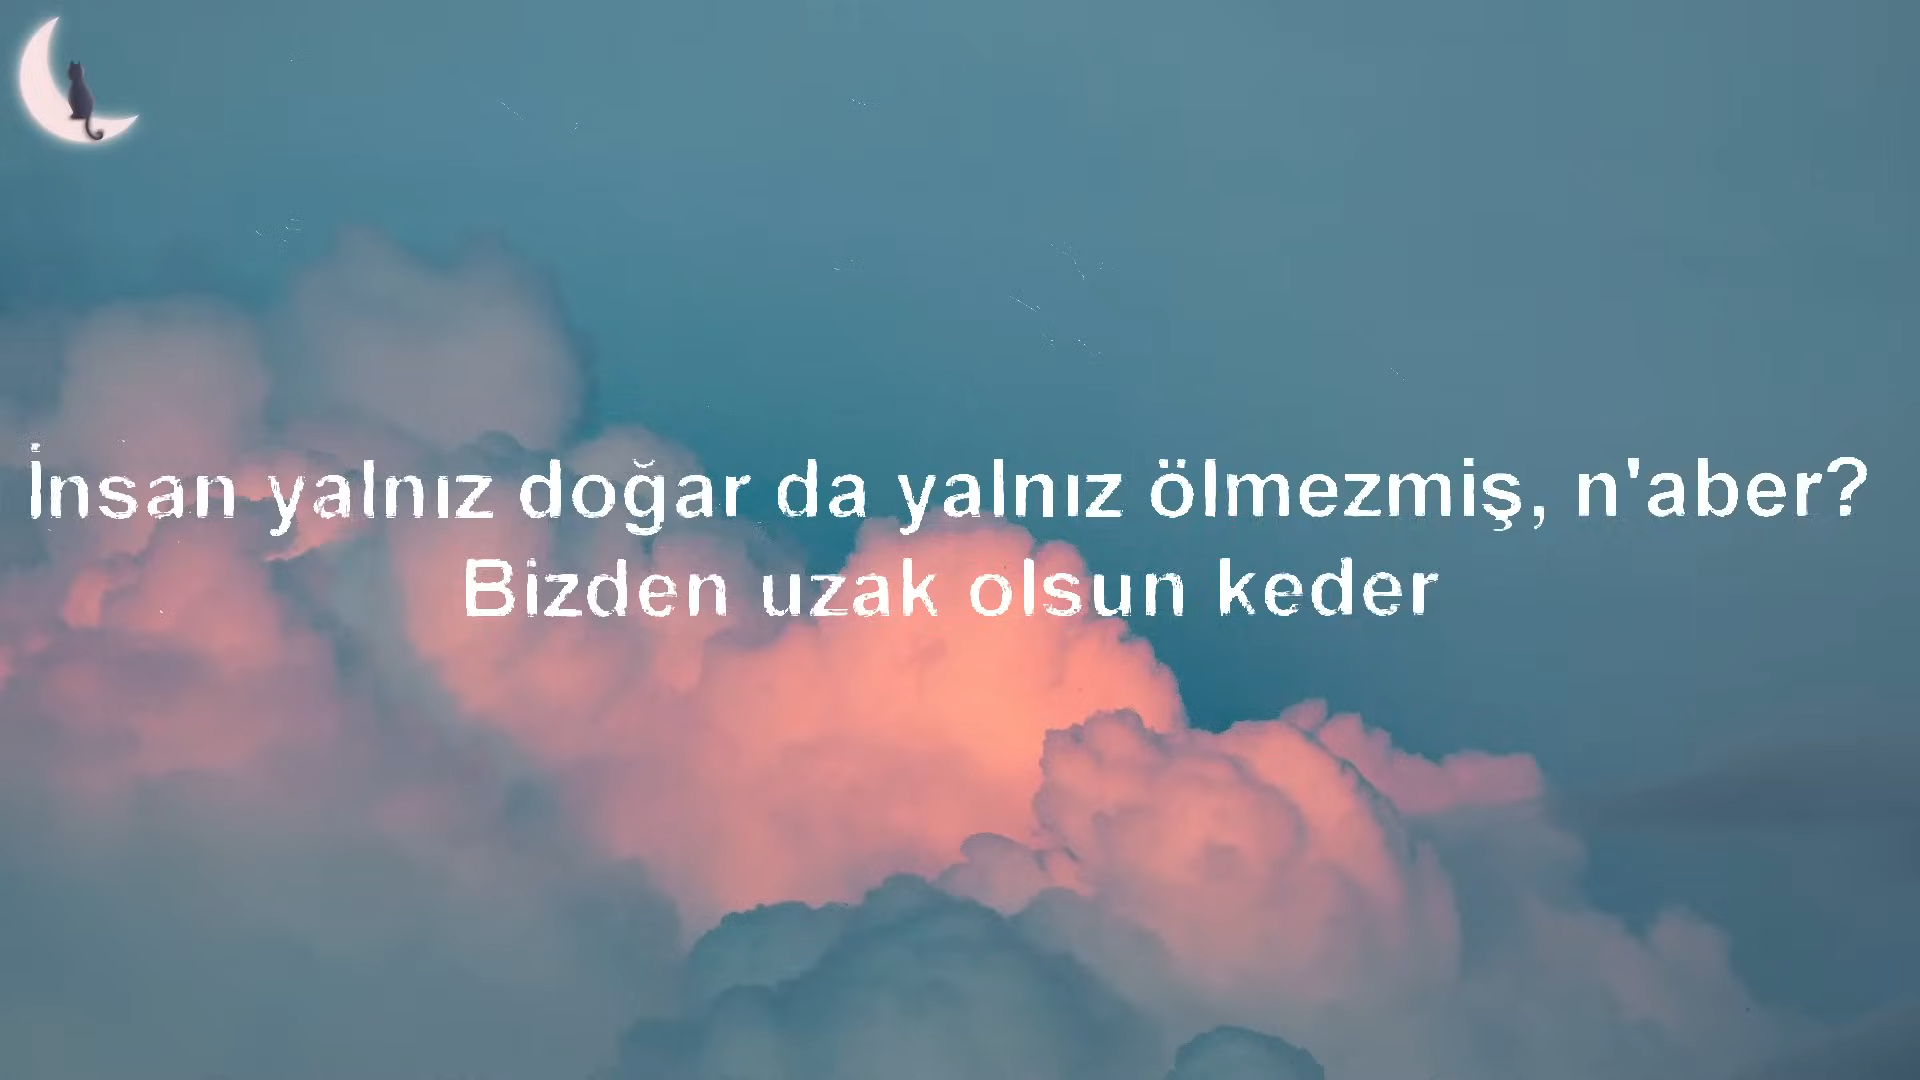 İnsan yalnız doğar da yalnız ölmezmiş, n'aber?
Bizden uzak olsun keder